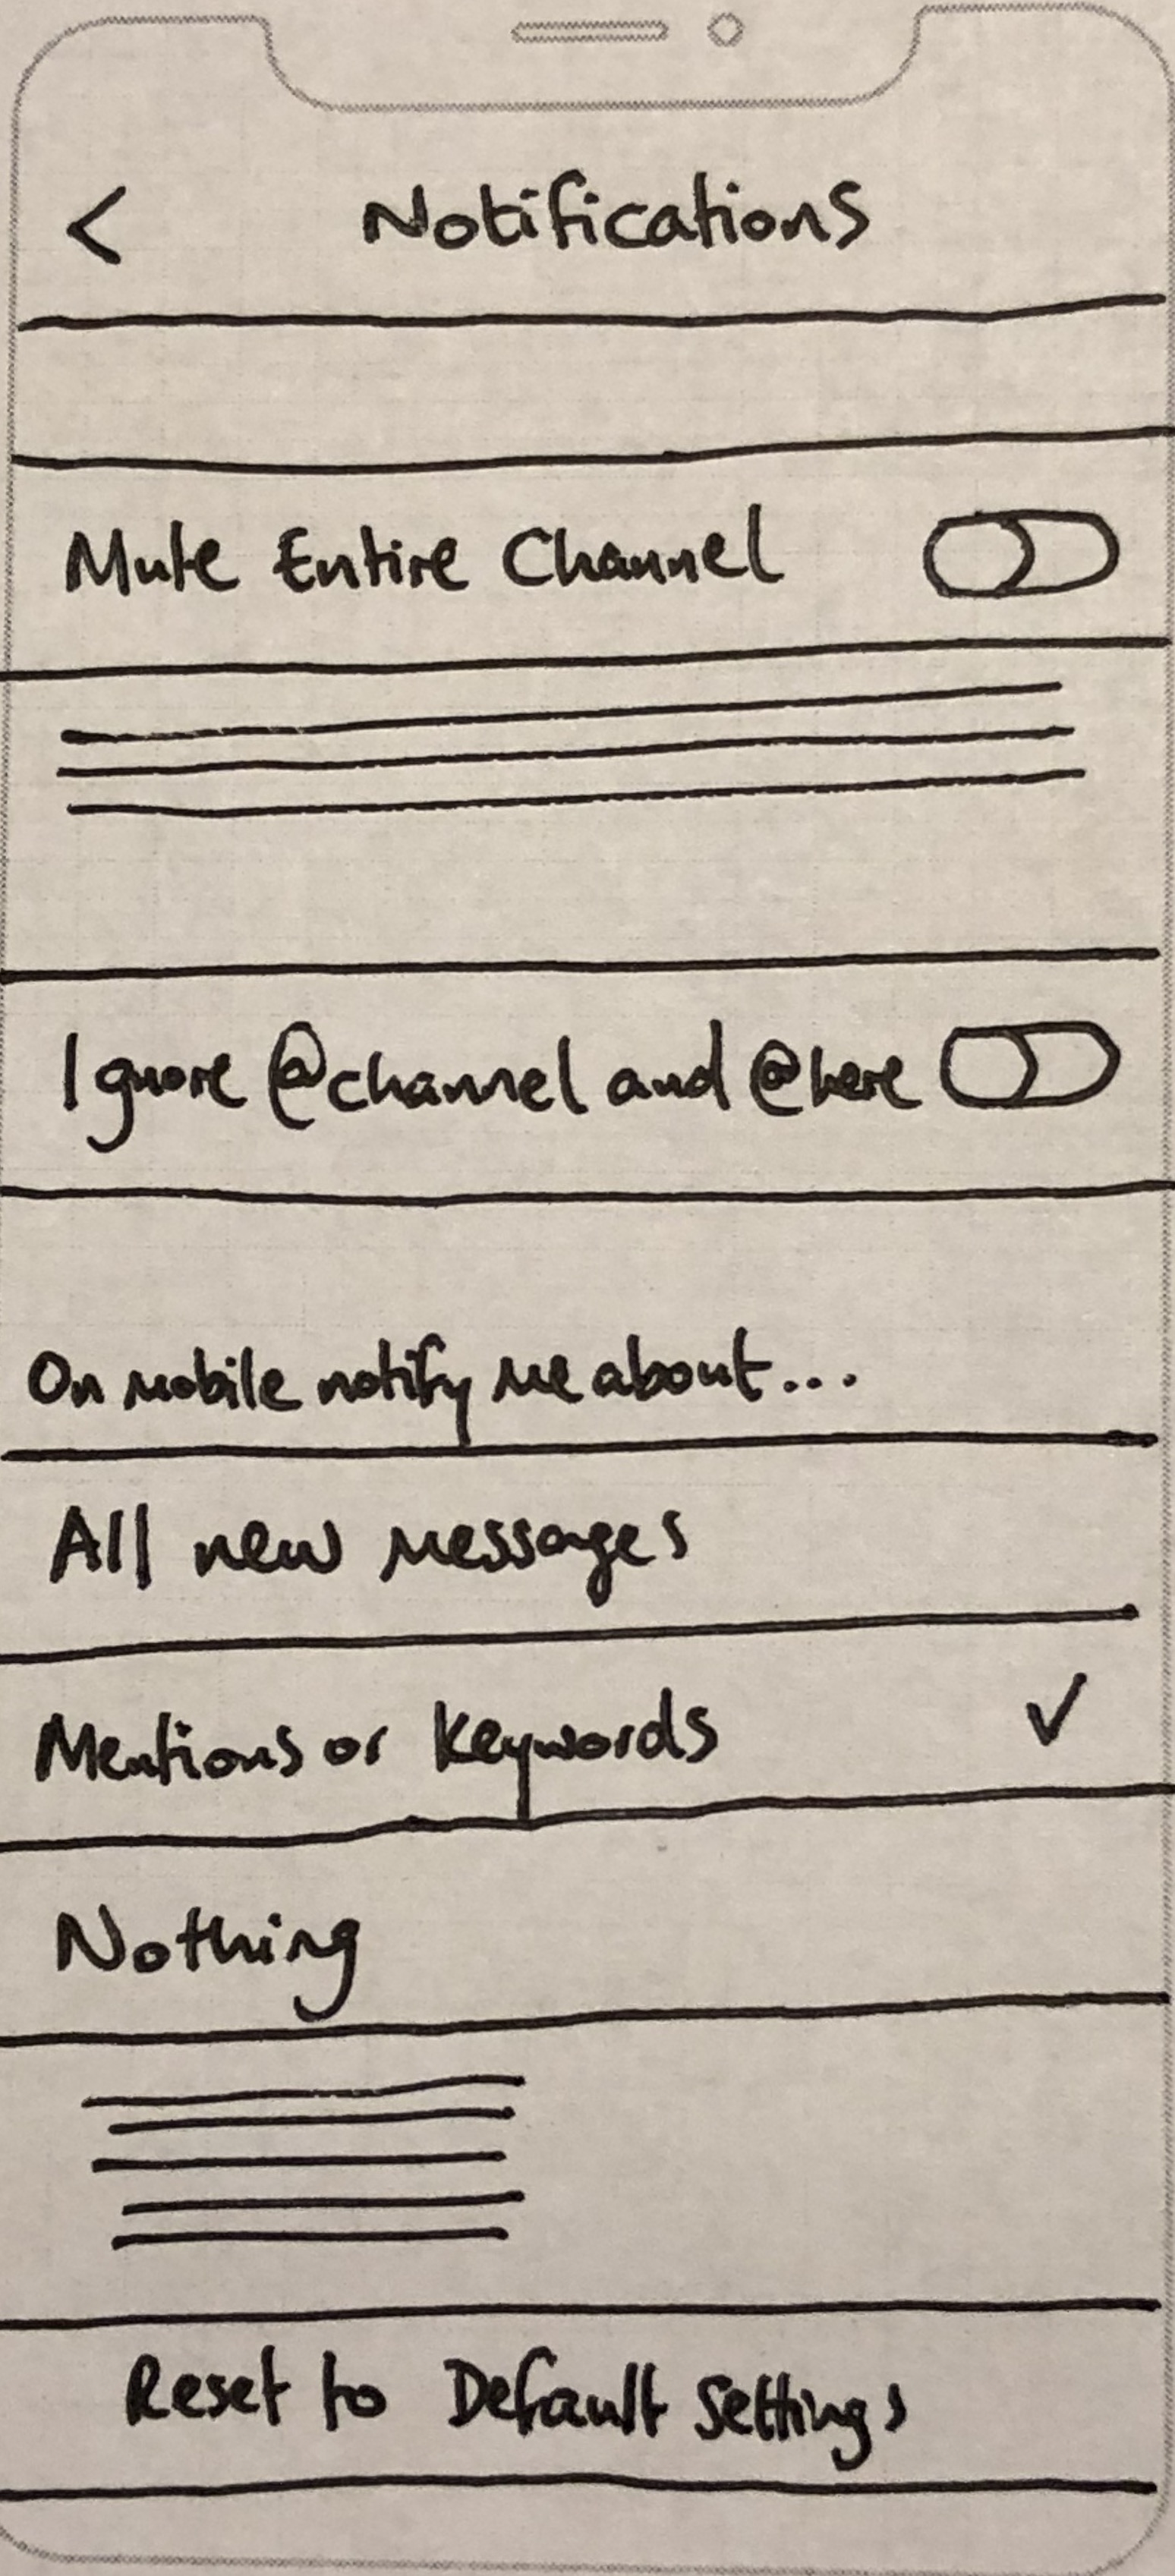 < Notifications
Mute Entire Channel
Ignore @channel and @here
On mobile notify me about...
All new messages
Mentions or Keywords
Nothing
Reset to Default Settings